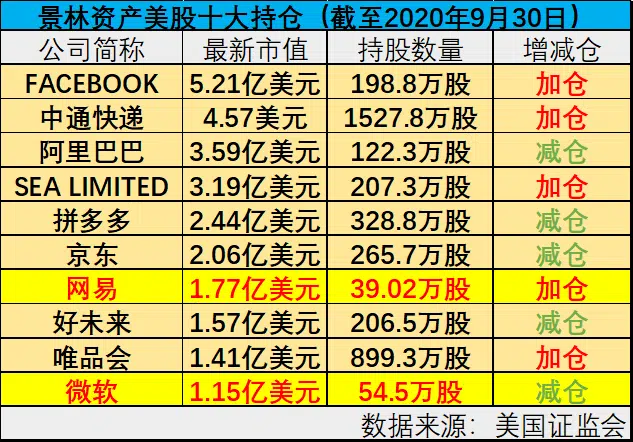 景林资产美股十大持仓（截至2020年9月30日）
公司简称 最新市值 持股数量 增减仓
FACEBOOK 5.21亿美元 198.8万股 加仓
中通快递 4.57美元 1527.8万股 加仓
阿里巴巴 3.59亿美元 122.3万股 减仓
SEA LIMITED 3.19亿美元 207.3万股 加仓
拼多多 2.44亿美元 328.8万股 减仓
京东 2.06亿美元 265.7万股 减仓
网易 1.77亿美元 39.02万股 加仓
好未来 1.57亿美元 206.5万股 减仓
唯品会 1.41亿美元 899.3万股 加仓
微软 1.15亿美元 54.5万股 减仓
数据来源：美国证监会